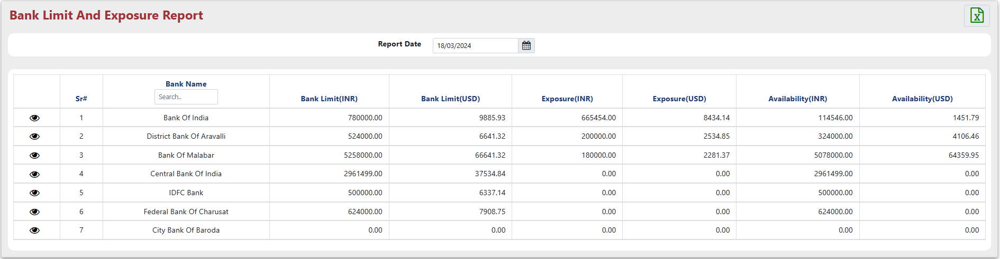 Bank Limit And Exposure Report
Report Date 18/03/2024
Bank Name
Search..
Sr# Bank Limit(INR) Bank Limit(USD) Exposure(INR) Exposure(USD) Availability(INR) Availability(USD)
1 Bank Of India 780000.00 9885.93 665454.00 8434.14 114546.00 1451.79
2 District Bank Of Aravalli 524000.00 6641.32 200000.00 2534.85 324000.00 4106.46
3 Bank Of Malabar 5258000.00 66641.32 180000.00 2281.37 5078000.00 64359.95
4 Central Bank Of India 2961499.00 37534.84 0.00 0.00 2961499.00 0.00
5 IDFC Bank 500000.00 6337.14 0.00 0.00 500000.00 0.00
6 Federal Bank Of Charusat 624000.00 7908.75 0.00 0.00 624000.00 0.00
7 City Bank Of Baroda 0.00 0.00 0.00 0.00 0.00 0.00